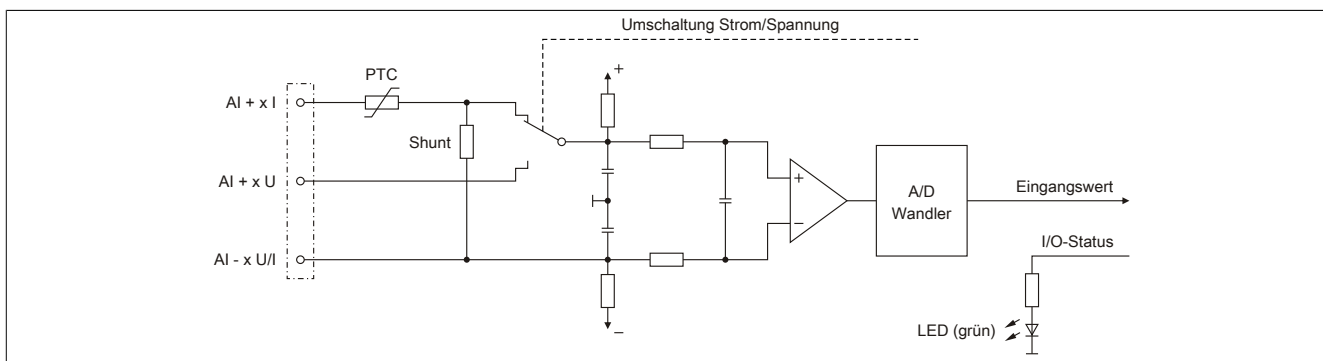 Umschaltung Strom/Spannung
PTC
+
AI + x I
Shunt
AI + x U
+
−
A/D
Wandler
Eingangswert
I/O-Status
AI - x U/I
LED (grün)
−